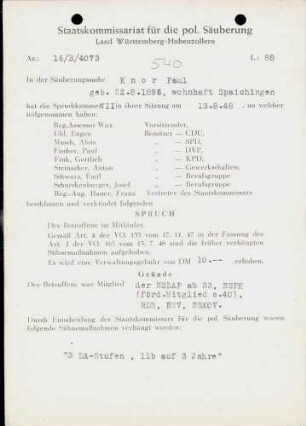 Staatskommissariat für die pol. Säuberung
Land Württemberg-Hohenzollern
Az.: 16/B/4073
L.: 88
540
In der Säuberungssache K n o r Paul
geb. 22.8.1896, wohnhaft Spaichingen
hat die Spruchkammer VII in ihrer Sitzung am 13.8.48, an welcher
teilgenommen haben:
Reg.Assessor Wax Vorsitzender,
Uhl, Eugen Beisitzer — CDU,
Munch, Alois „ — SPD,
Fischer, Paul „ — DVP,
Fink, Gottlieb „ — KPD,
Steinacher, Anton „ — Gewerkschaften,
Schwarz, Emil „ — Berufsgruppe
Schneckenburger, Josef „ — Berufsgruppe
Reg.-Ang. Haner, Franz Vertreter des Staatskommissars
beschlossen und verkündet folgenden
SPRUCH
Der Betroffene ist Mitläufer.
Gemäß Art. 4 der VO. 133 vom 17. 11. 47 in der Fassung des
Art. 2 der VO. 165 vom 15. 7. 48 sind die früher verhängten
Sühnemaßnahmen aufgehoben.
Es wird eine Verwaltungsgebühr von DM 10.-- erhoben.
Gründe
Der Betroffene war Mitglied der NSDAP ab 33, NSFK
(förd.Mitglied s.40),
RDB, NSV, NSKOV.
Durch Entscheidung des Staatskommissars für die pol. Säuberung waren
folgende Sühnemaßnahmen verhängt worden:
"3 DA-Stufen, 11b auf 3 Jahre"